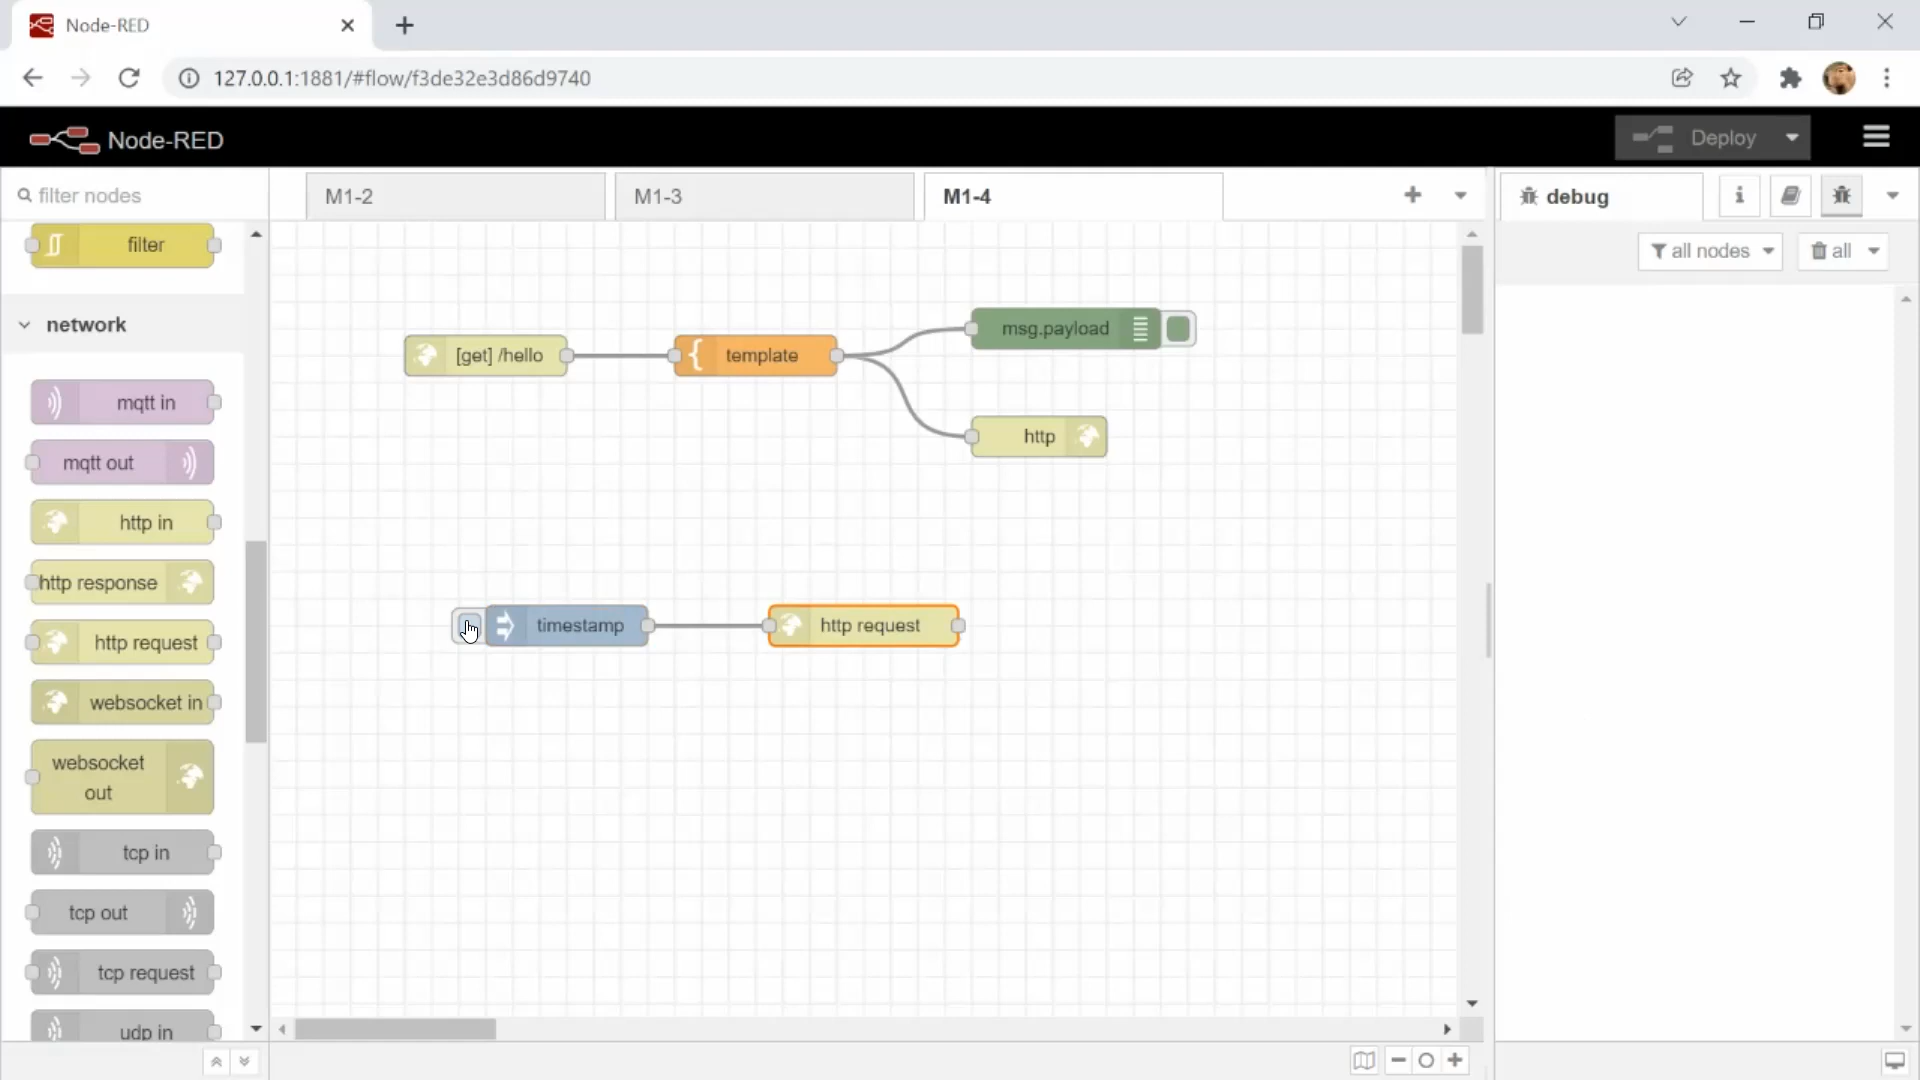 Node-RED
127.0.0.1:1881/#flow/f3de32e3d86d9740
Node-RED
Deploy
filter nodes
M1-2
M1-3
M1-4
debug
i
all nodes
all
filter
network
mqtt in
mqtt out
http in
http response
http request
websocket in
websocket
out
tcp in
tcp out
tcp request
udp in
[get] /hello
template
msg.payload
http
timestamp
http request